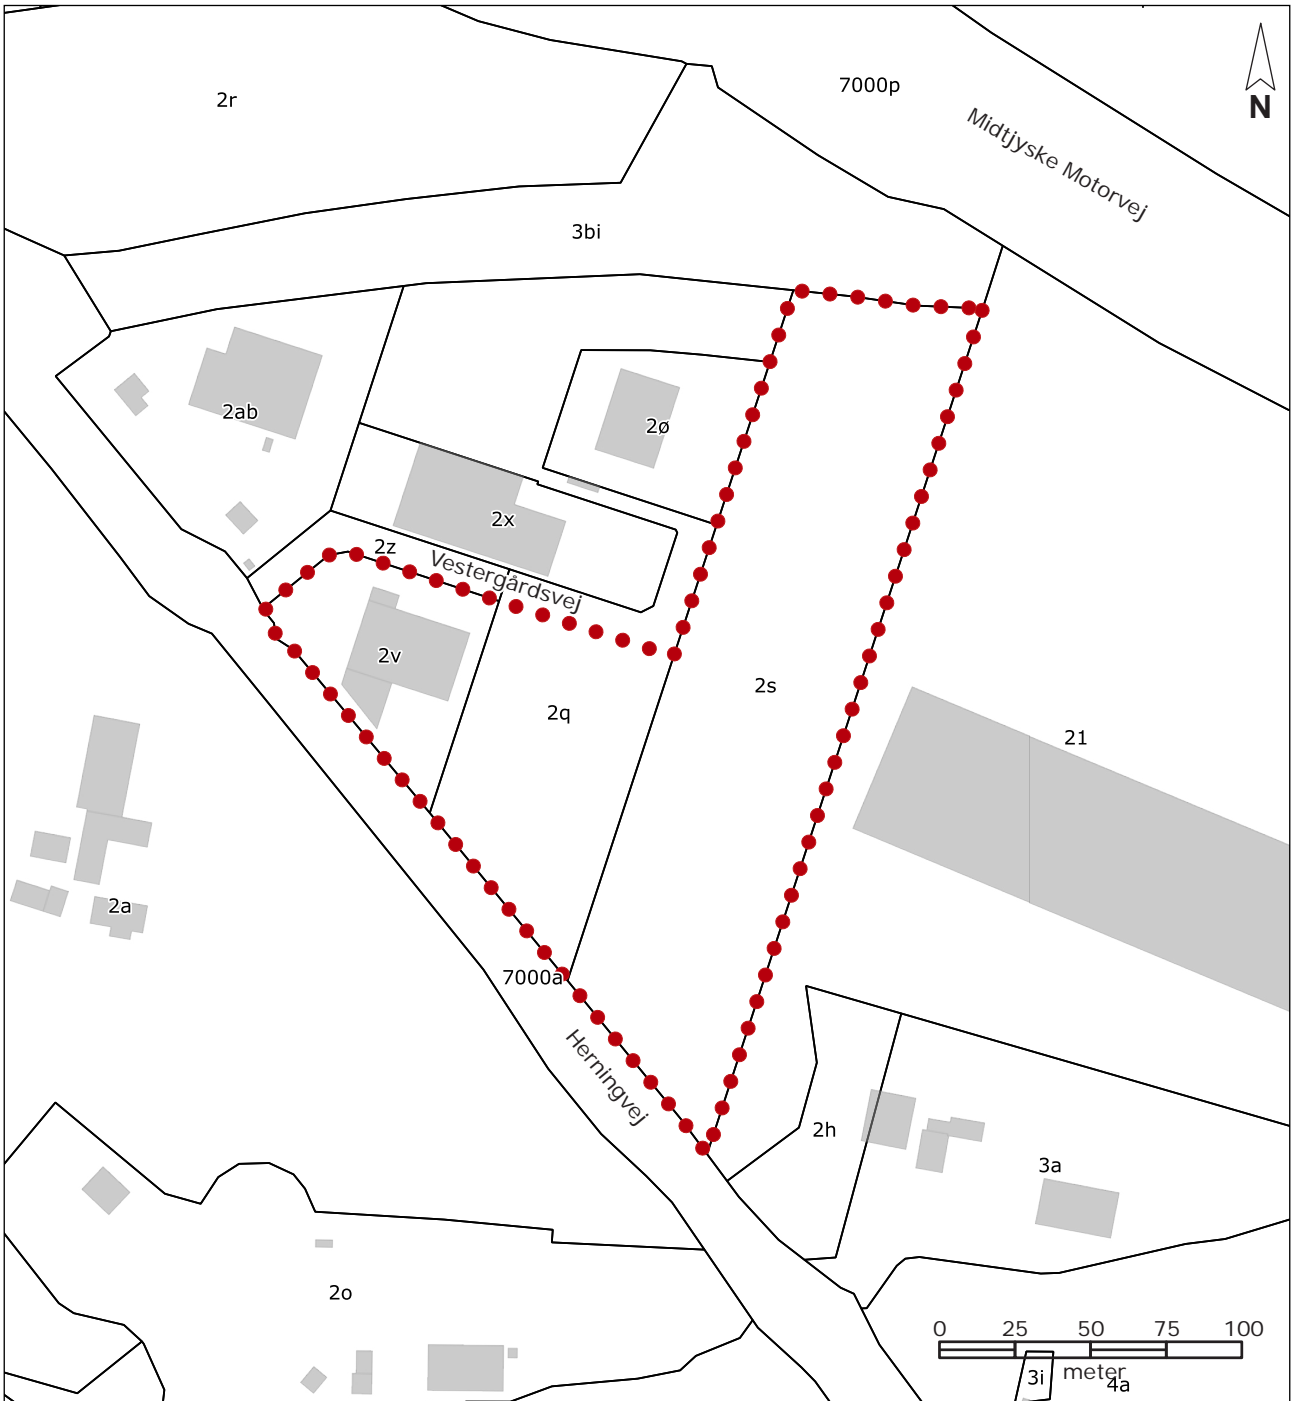 2r
7000p
Midtjyske Motorvej
N
3bi
2ab
2ø
2x
2z
Vestergårdsvej
2v
2s
2q
21
2a
7000a
Herningvej
2h
3a
2o
0 25 50 75 100
meter
3i
4a